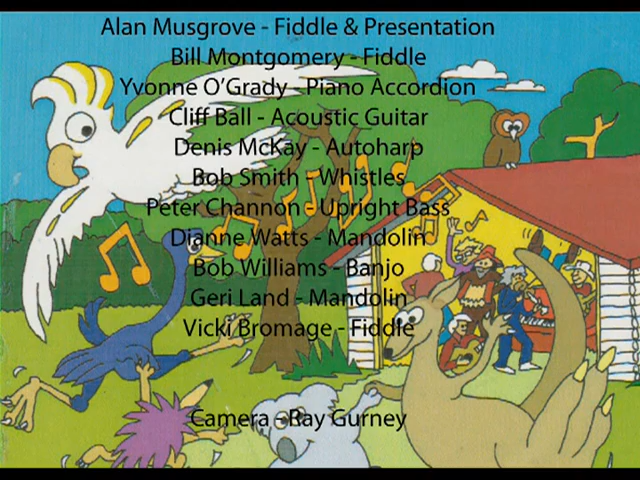 Alan Musgrove - Fiddle & Presentation
Bill Montgomery - Fiddle
Yvonne O’Grady - Piano Accordion
Cliff Ball - Acoustic Guitar
Denis McKay - Autoharp
Bob Smith - Whistles
Peter Channon - Upright Bass
Dianne Watts - Mandolin
Bob Williams - Banjo
Geri Land - Mandolin
Vicki Bromage - Fiddle
Camera - Ray Gurney